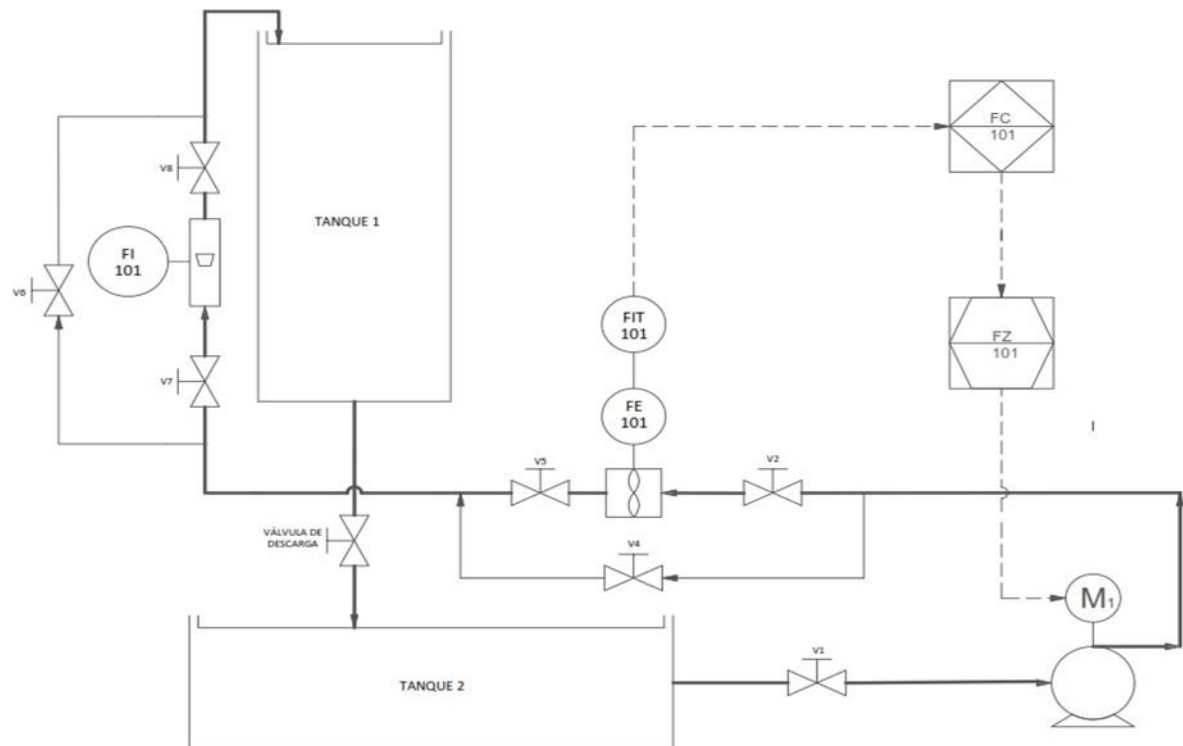 V8
TANQUE 1
FC
101
FI
101
V6
FIT
101
FZ
101
V7
FE
101
V5
V2
VÁLVULA DE
DESCARGA
V4
M1
V1
TANQUE 2